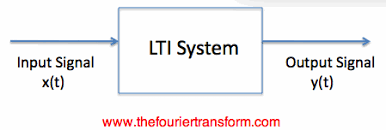 LTI System
Input Signal
x(t)
Output Signal
y(t)
www.thefouriertransform.com